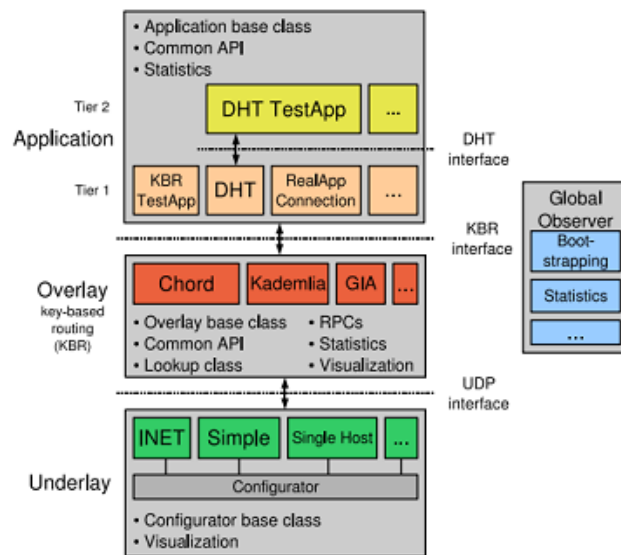 • Application base class
• Common API
• Statistics
Tier 2
DHT TestApp
...
Application
DHT
interface
Tier 1
KBR
TestApp
DHT
RealApp
Connection
...
KBR
interface
Global
Observer
Boot-
strapping
Statistics
...
Overlay
key-based
routing
(KBR)
Chord
Kademlia
GIA
...
• Overlay base class
• Common API
• Lookup class
• RPCs
• Statistics
• Visualization
UDP
interface
Underlay
INET
Simple
Single Host
...
Configurator
• Configurator base class
• Visualization